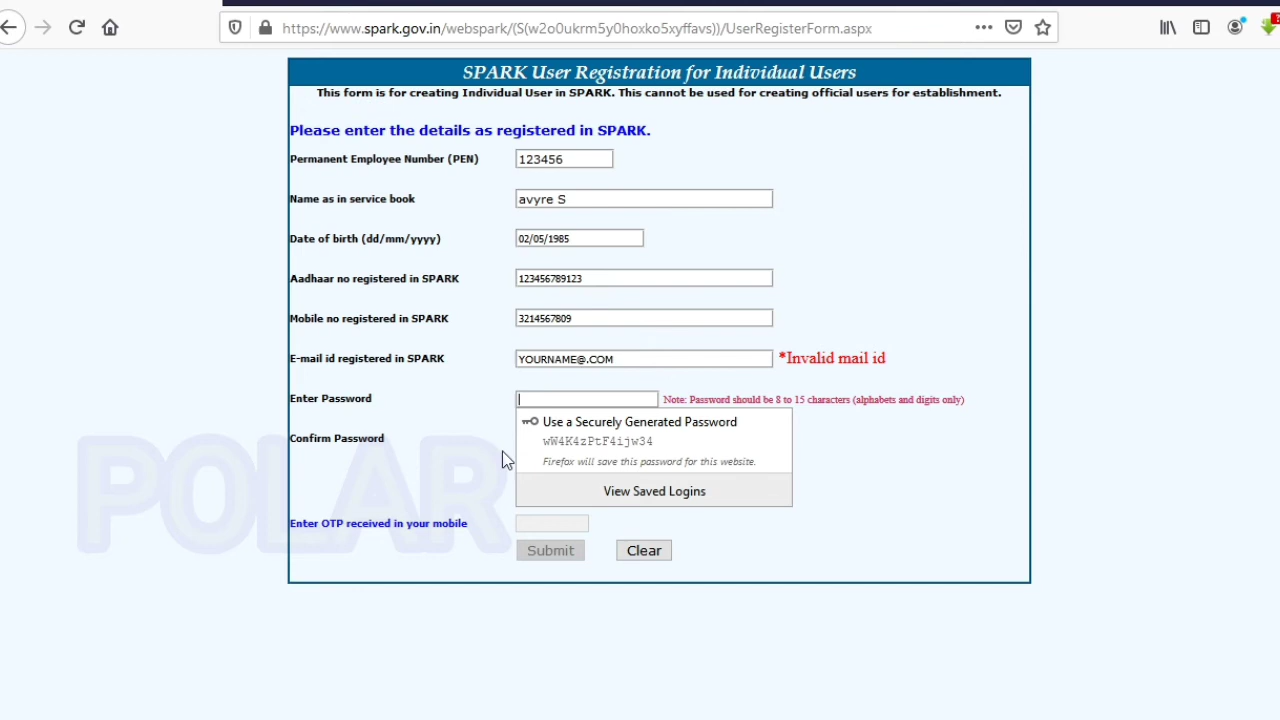 https://www.spark.gov.in/webspark/(S(w2o0ukrm5y0hoxko5xyffavs))/UserRegisterForm.aspx
SPARK User Registration for Individual Users
This form is for creating Individual User in SPARK. This cannot be used for creating official users for establishment.
Please enter the details as registered in SPARK.
Permanent Employee Number (PEN) 123456
Name as in service book avyre S
Date of birth (dd/mm/yyyy) 02/05/1985
Aadhaar no registered in SPARK 123456789123
Mobile no registered in SPARK 3214567809
E-mail id registered in SPARK YOURNAME@.COM *Invalid mail id
Enter Password Note: Password should be 8 to 15 characters (alphabets and digits only)
Use a Securely Generated Password
Confirm Password wW4K4zPtF4ijw34
Firefox will save this password for this website.
View Saved Logins
POLAR
Enter OTP received in your mobile
Submit Clear